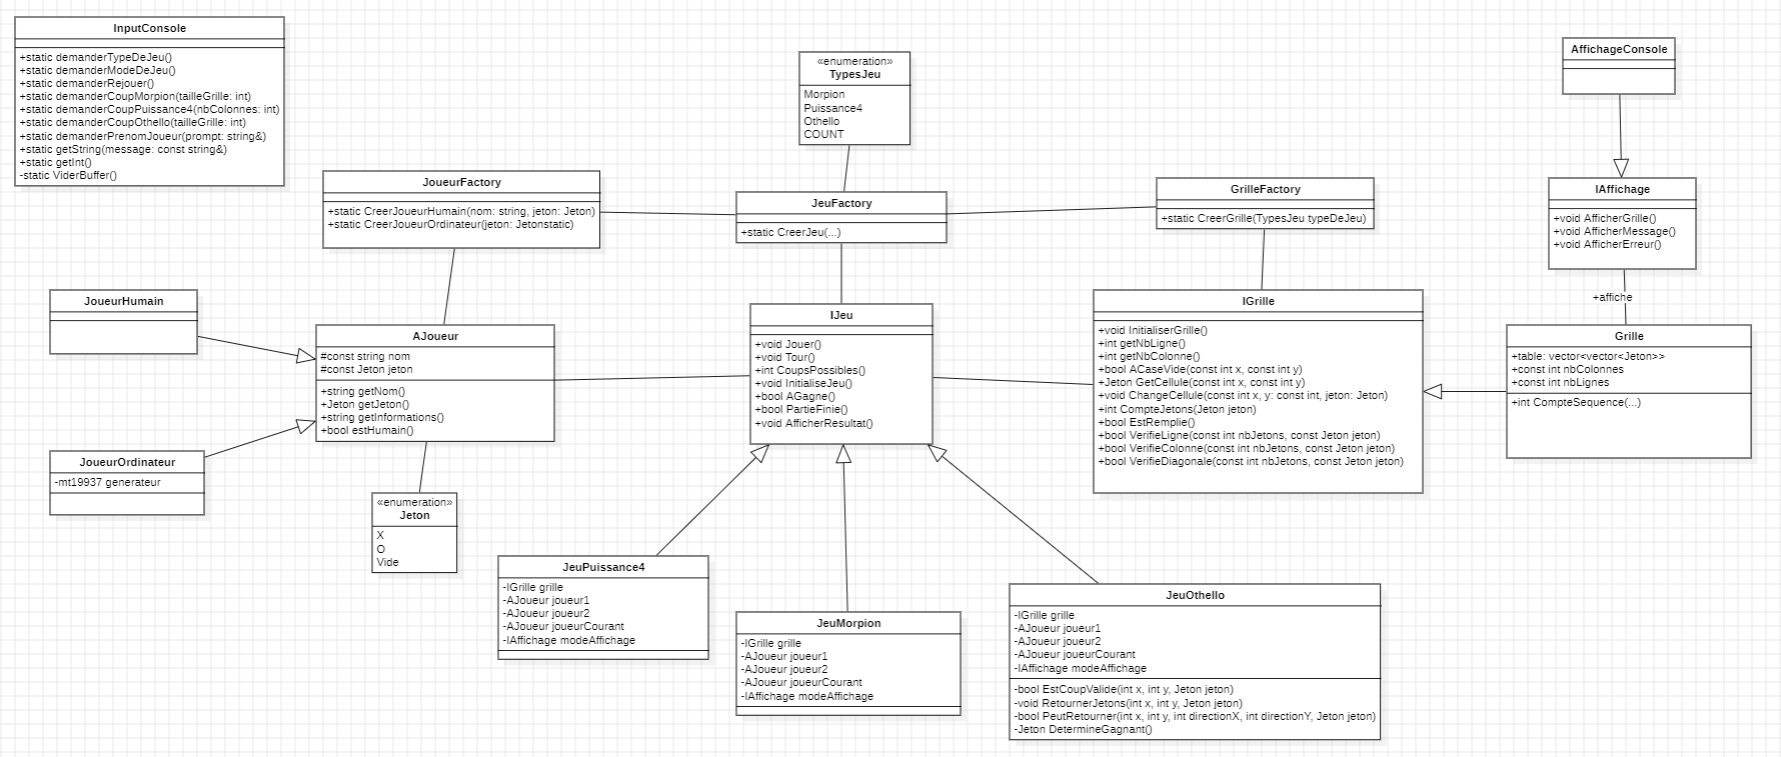 InputConsole
+static demanderTypeDeJeu()
+static demanderModeDeJeu()
+static demanderRejouer()
+static demanderCoupMorpion(tailleGrille: int)
+static demanderCoupPuissance4(nbColonnes: int)
+static demanderCoupOthello(tailleGrille: int)
+static demanderPrenomJoueur(prompt: string&)
+static getString(message: const string&)
+static getInt()
-static ViderBuffer()
«enumeration»
TypesJeu
Morpion
Puissance4
Othello
COUNT
AffichageConsole
JoueurFactory
+static CreerJoueurHumain(nom: string, jeton: Jeton)
+static CreerJoueurOrdinateur(jeton: Jetonstatic)
JeuFactory
+static CreerJeu(...)
GrilleFactory
+static CreerGrille(TypesJeu typeDeJeu)
IAffichage
+void AfficherGrille()
+void AfficherMessage()
+void AfficherErreur()
+affiche
JoueurHumain
AJoueur
#const string nom
#const Jeton jeton
+string getNom()
+Jeton getJeton()
+string getInformations()
+bool estHumain()
IJeu
+void Jouer()
+void Tour()
+int CoupsPossibles()
+void InitialiseJeu()
+bool AGagne()
+bool PartieFinie()
+void AfficherResultat()
IGrille
+void InitialiserGrille()
+int getNbLigne()
+int getNbColonne()
+bool ACaseVide(const int x, const int y)
+Jeton GetCellule(const int x, const int y)
+void ChangeCellule(const int x, y: const int, jeton: Jeton)
+int CompteJetons(Jeton jeton)
+bool EstRemplie()
+bool VerifieLigne(const int nbJetons, const Jeton jeton)
+bool VerifieColonne(const int nbJetons, const Jeton jeton)
+bool VerifieDiagonale(const int nbJetons, const Jeton jeton)
Grille
+table: vector<vector<Jeton>>
+const int nbColonnes
+const int nbLignes
+int CompteSequence(...)
JoueurOrdinateur
-mt19937 generateur
«enumeration»
Jeton
X
O
Vide
JeuPuissance4
-IGrille grille
-AJoueur joueur1
-AJoueur joueur2
-AJoueur joueurCourant
-IAffichage modeAffichage
JeuMorpion
-IGrille grille
-AJoueur joueur1
-AJoueur joueur2
-AJoueur joueurCourant
-IAffichage modeAffichage
JeuOthello
-IGrille grille
-AJoueur joueur1
-AJoueur joueur2
-AJoueur joueurCourant
-IAffichage modeAffichage
-bool EstCoupValide(int x, int y, Jeton jeton)
-void RetournerJetons(int x, int y, Jeton jeton)
-bool PeutRetourner(int x, int y, int directionX, int directionY, Jeton jeton)
-Jeton DetermineGagnant()